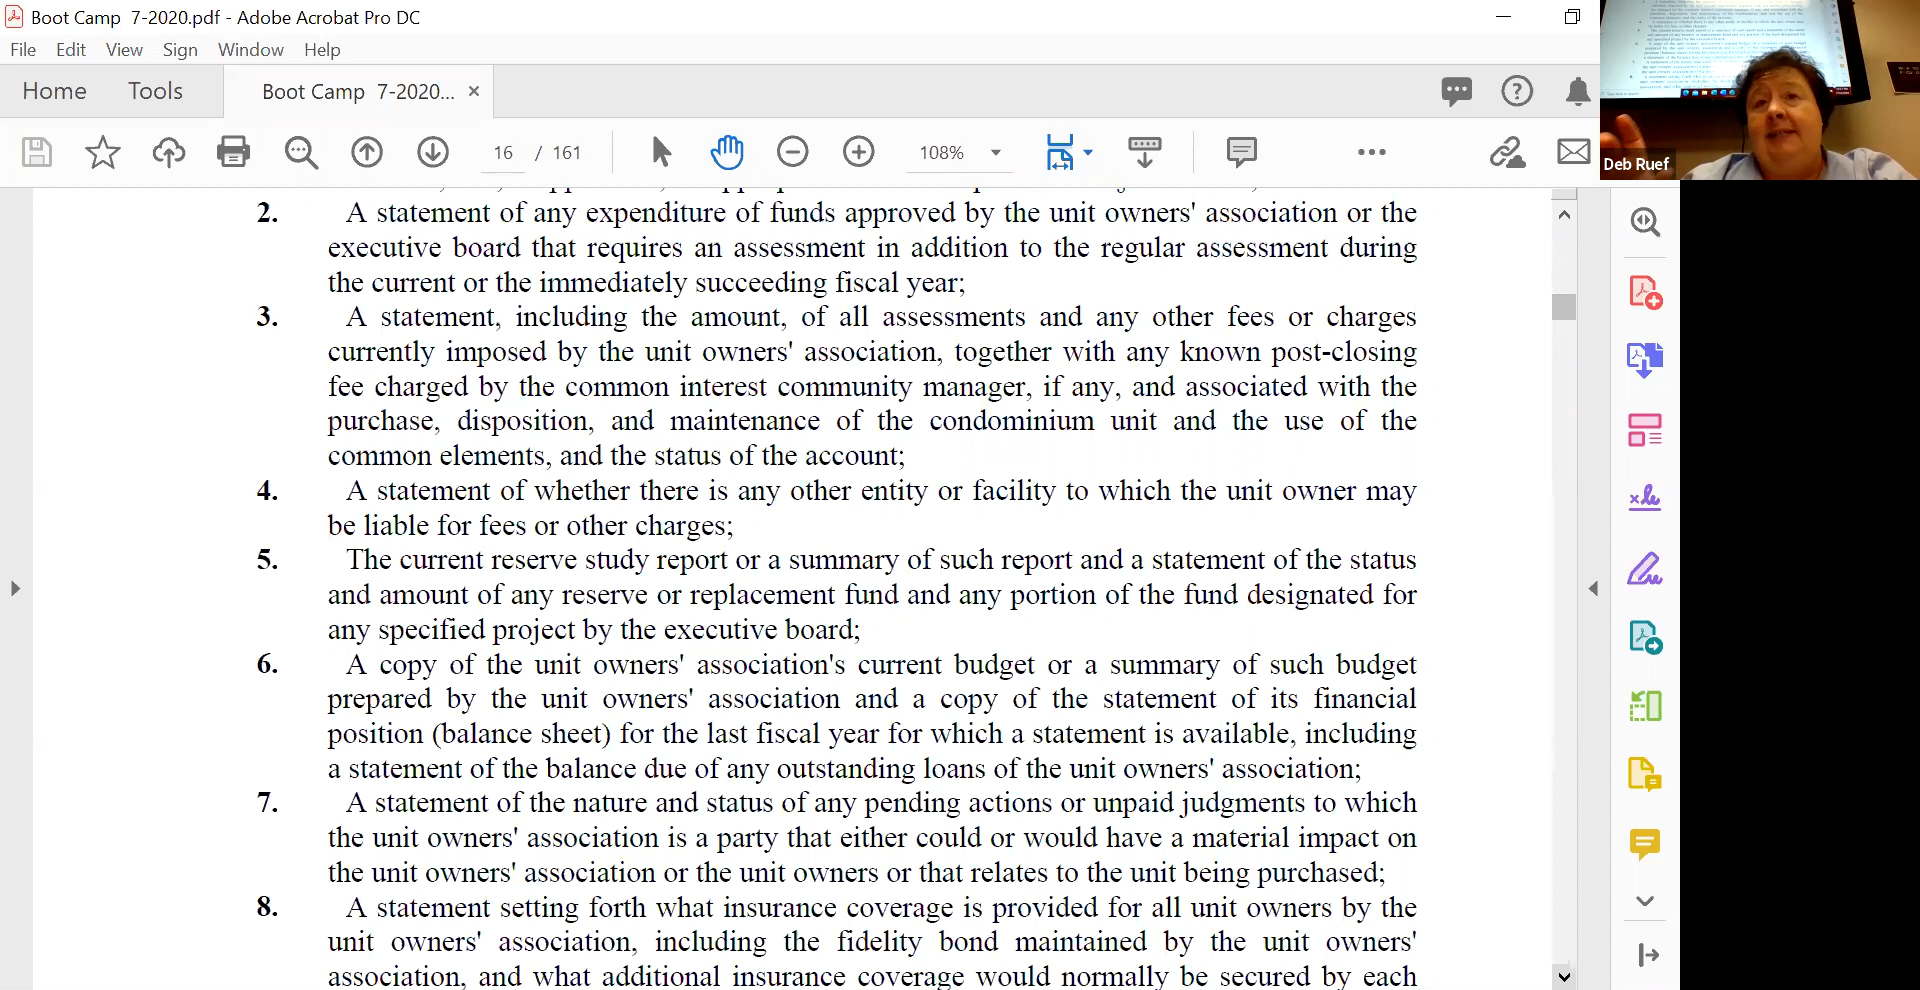 Boot Camp 7-2020.pdf - Adobe Acrobat Pro DC
File Edit View Sign Window Help
Home Tools Boot Camp 7-2020... ×
16 / 161 108%
Deb Ruef
2. A statement of any expenditure of funds approved by the unit owners' association or the
executive board that requires an assessment in addition to the regular assessment during
the current or the immediately succeeding fiscal year;
3. A statement, including the amount, of all assessments and any other fees or charges
currently imposed by the unit owners' association, together with any known post-closing
fee charged by the common interest community manager, if any, and associated with the
purchase, disposition, and maintenance of the condominium unit and the use of the
common elements, and the status of the account;
4. A statement of whether there is any other entity or facility to which the unit owner may
be liable for fees or other charges;
5. The current reserve study report or a summary of such report and a statement of the status
and amount of any reserve or replacement fund and any portion of the fund designated for
any specified project by the executive board;
6. A copy of the unit owners' association's current budget or a summary of such budget
prepared by the unit owners' association and a copy of the statement of its financial
position (balance sheet) for the last fiscal year for which a statement is available, including
a statement of the balance due of any outstanding loans of the unit owners' association;
7. A statement of the nature and status of any pending actions or unpaid judgments to which
the unit owners' association is a party that either could or would have a material impact on
the unit owners' association or the unit owners or that relates to the unit being purchased;
8. A statement setting forth what insurance coverage is provided for all unit owners by the
unit owners' association, including the fidelity bond maintained by the unit owners'
association, and what additional insurance coverage would normally be secured by each